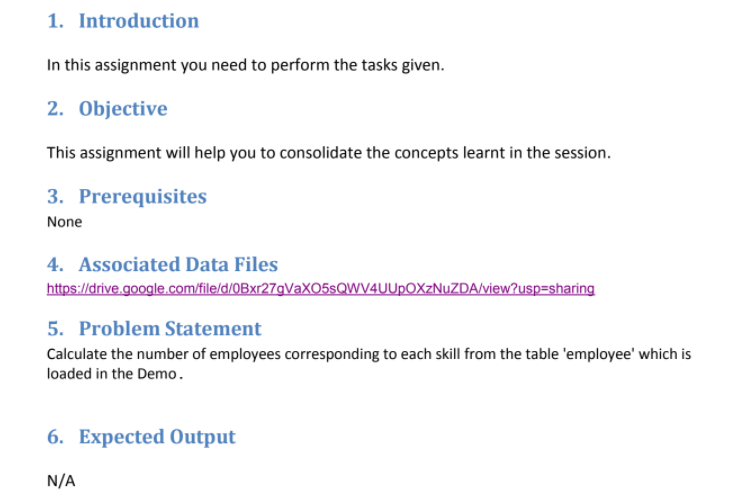 1. Introduction
In this assignment you need to perform the tasks given.
2. Objective
This assignment will help you to consolidate the concepts learnt in the session.
3. Prerequisites
None
4. Associated Data Files
https://drive.google.com/file/d/0Bxr27gVaXO5sQWV4UUpOXzNuZDA/view?usp=sharing
5. Problem Statement
Calculate the number of employees corresponding to each skill from the table 'employee' which is
loaded in the Demo.
6. Expected Output
N/A